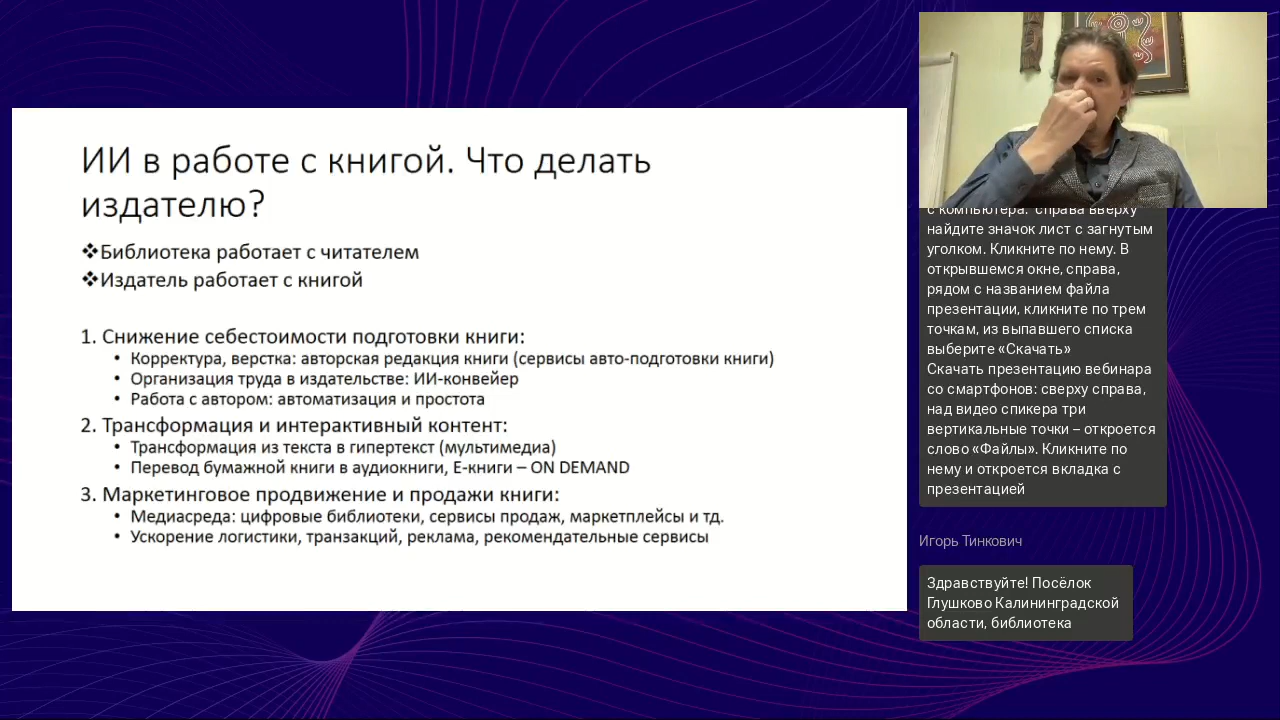 ИИ в работе с книгой. Что делать
издателю?
❖Библиотека работает с читателем
❖Издатель работает с книгой
1. Снижение себестоимости подготовки книги:
• Корректура, верстка: авторская редакция книги (сервисы авто-подготовки книги)
• Организация труда в издательстве: ИИ-конвейер
• Работа с автором: автоматизация и простота
2. Трансформация и интерактивный контент:
• Трансформация из текста в гипертекст (мультимедиа)
• Перевод бумажной книги в аудиокниги, Е-книги – ON DEMAND
3. Маркетинговое продвижение и продажи книги:
• Медиасреда: цифровые библиотеки, сервисы продаж, маркетплейсы и тд.
• Ускорение логистики, транзакций, реклама, рекомендательные сервисы
с компьютера: справа вверху
найдите значок лист с загнутым
уголком. Кликните по нему. В
открывшемся окне, справа,
рядом с названием файла
презентации, кликните по трем
точкам, из выпавшего списка
выберите «Скачать»
Скачать презентацию вебинара
со смартфонов: сверху справа,
над видео спикера три
вертикальные точки – откроется
слово «Файлы». Кликните по
нему и откроется вкладка с
презентацией
Игорь Тинкович
Здравствуйте! Посёлок
Глушково Калининградской
области, библиотека